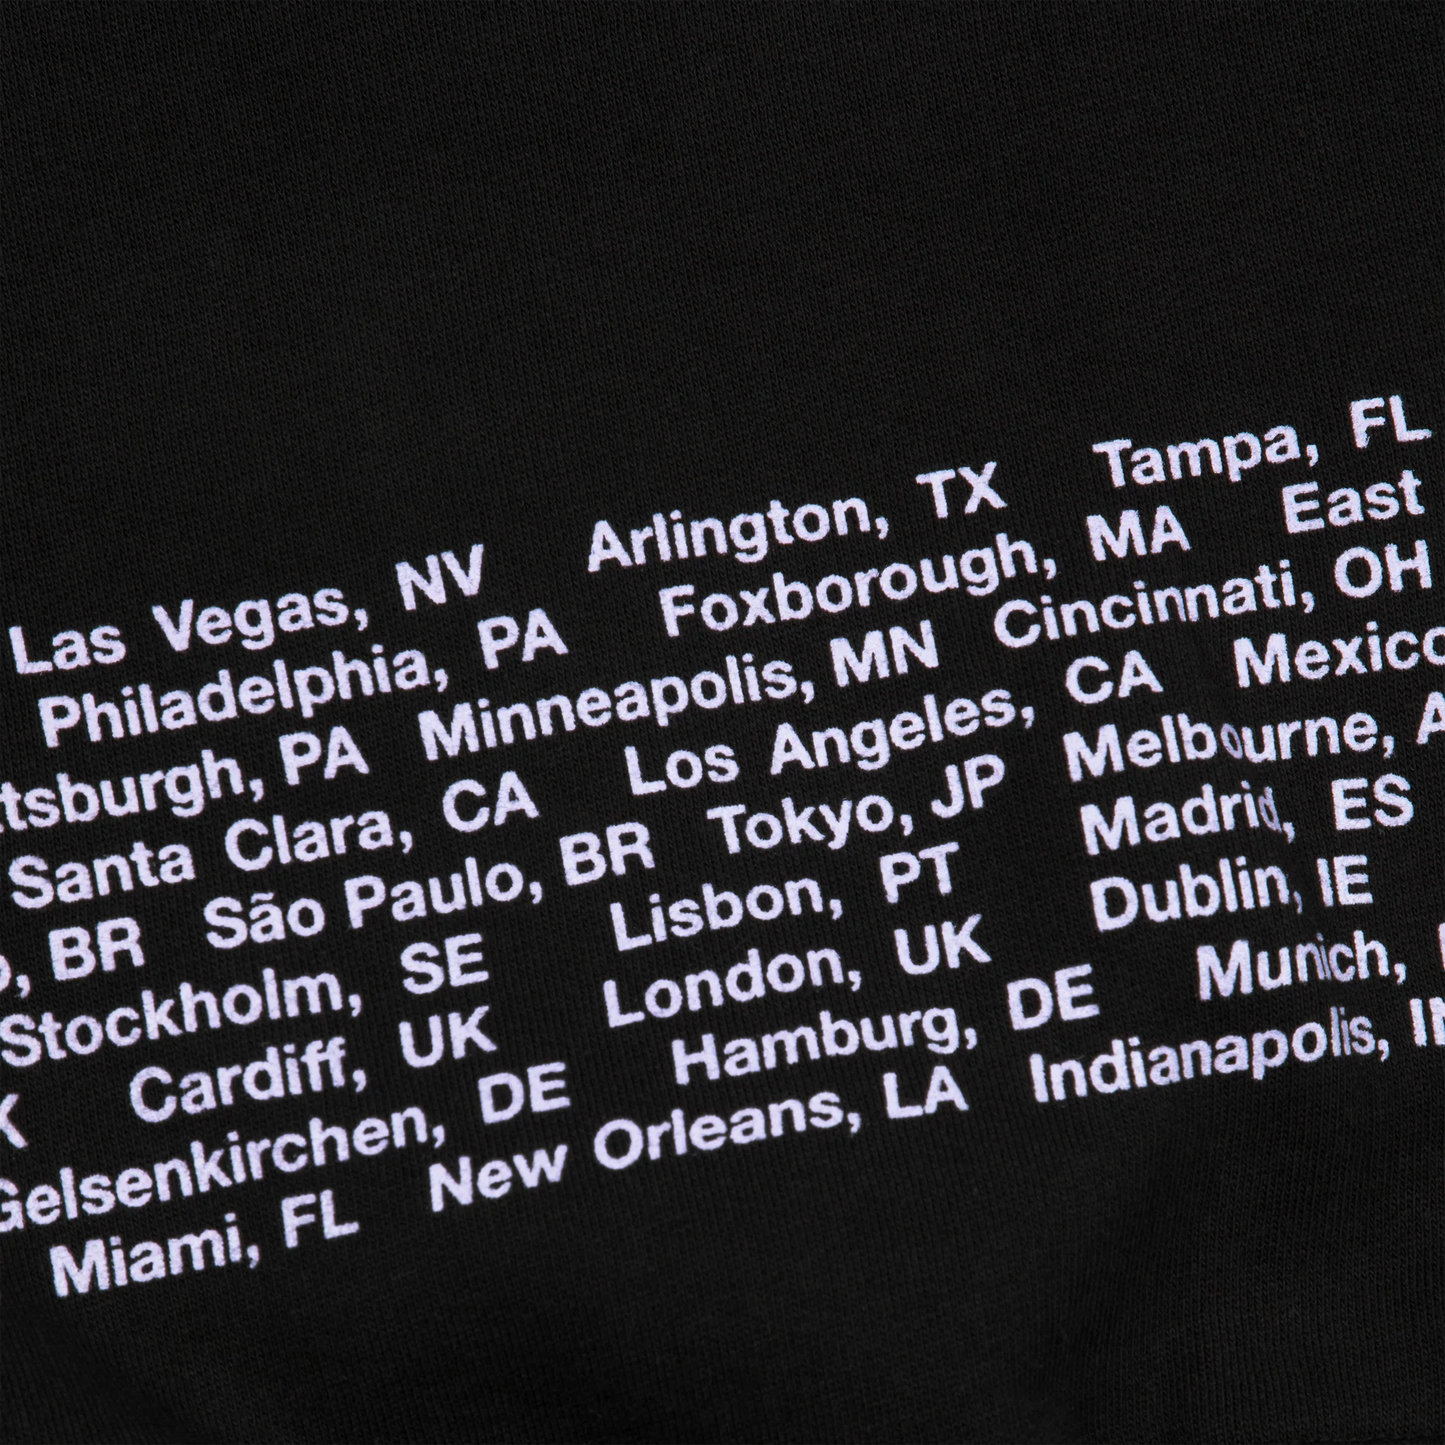 Las Vegas, NV Arlington, TX Tampa, FL
Philadelphia, PA Foxborough, MA East
tsburgh, PA Minneapolis, MN Cincinnati, OH
Santa Clara, CA Los Angeles, CA Mexico
, BR São Paulo, BR Tokyo, JP Melbourne,
Stockholm, SE Lisbon, PT Madrid, ES
Cardiff, UK London, UK Dublin, IE
Gelsenkirchen, DE Hamburg, DE Munich,
Miami, FL New Orleans, LA Indianapolis, IN